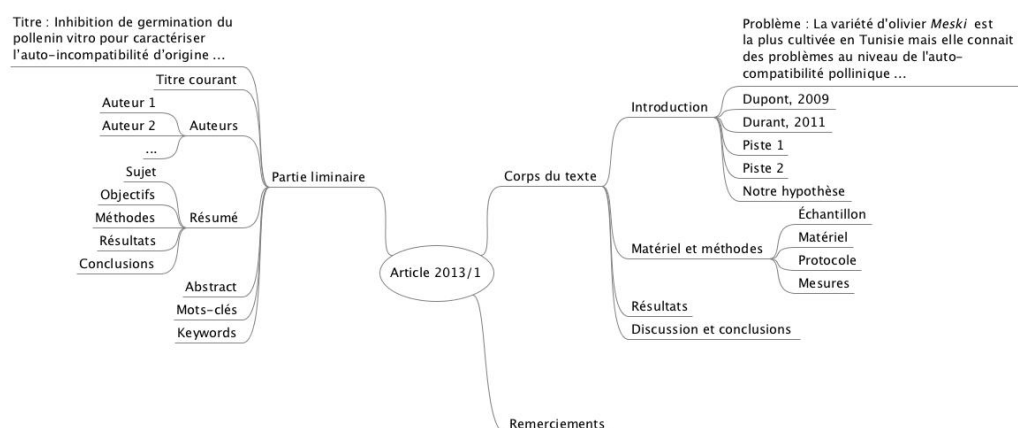 Titre : Inhibition de germination du
pollenin vitro pour caractériser
l'auto-incompatibilité d'origine ...
Titre courant
Auteur 1
Auteur 2
...
Auteurs
Sujet
Objectifs
Méthodes
Résultats
Conclusions
Résumé
Abstract
Mots-clés
Keywords
Partie liminaire
Article 2013/1
Corps du texte
Introduction
Problème : La variété d'olivier Meski est
la plus cultivée en Tunisie mais elle connait
des problèmes au niveau de l'auto-
compatibilité pollinique ...
Dupont, 2009
Durant, 2011
Piste 1
Piste 2
Notre hypothèse
Matériel et méthodes
Échantillon
Matériel
Protocole
Mesures
Résultats
Discussion et conclusions
Remerciements